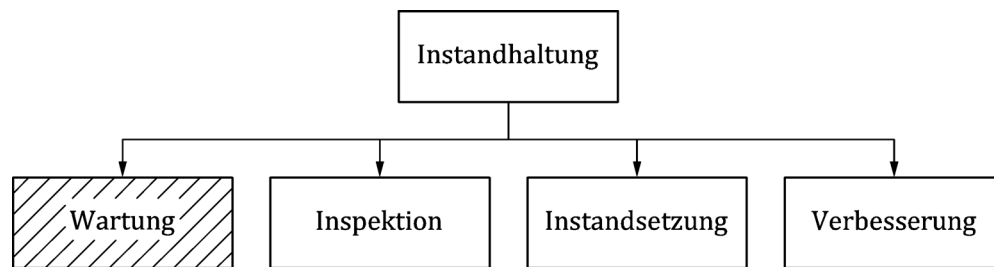 Instandhaltung
Wartung
Inspektion
Instandsetzung
Verbesserung